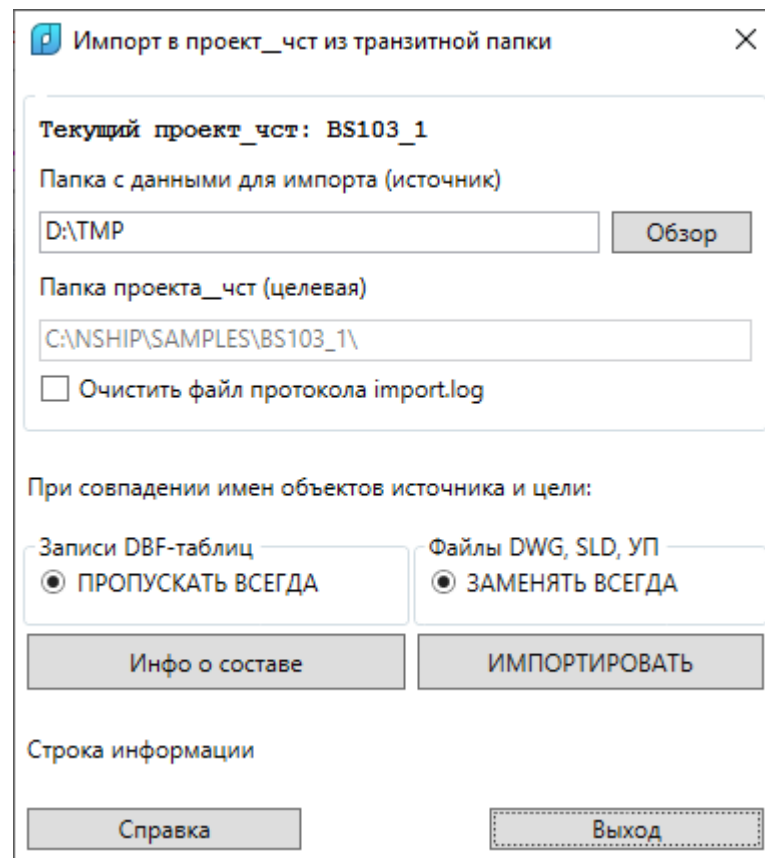 Импорт в проект__чст из транзитной папки
Текущий проект_чст: BS103_1
Папка с данными для импорта (источник)
D:\TMP
Обзор
Папка проекта__чст (целевая)
C:\NSHIP\SAMPLES\BS103_1\
Очистить файл протокола import.log
При совпадении имен объектов источника и цели:
Записи DBF-таблиц
Файлы DWG, SLD, УП
ПРОПУСКАТЬ ВСЕГДА
ЗАМЕНЯТЬ ВСЕГДА
Инфо о составе
ИМПОРТИРОВАТЬ
Строка информации
Справка
Выход